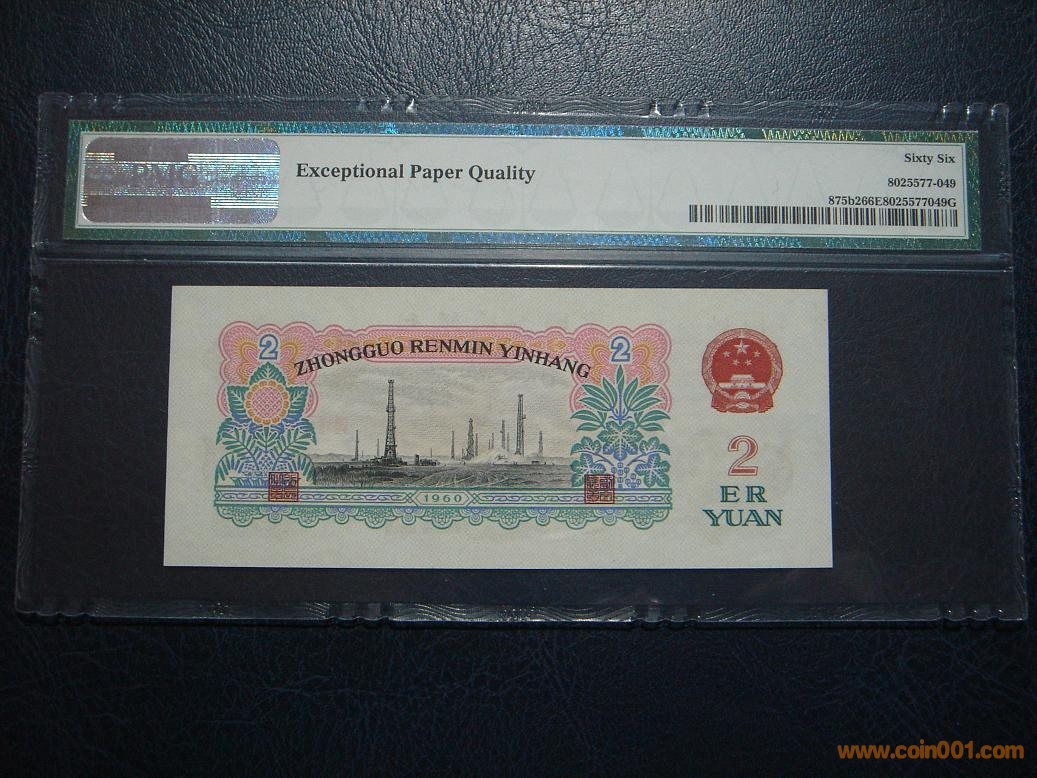 PMG
Exceptional Paper Quality
Sixty Six
8025577-049
875b266E8025577049G
2
ZHONGGUO RENMIN YINHANG
2
1960
2
ER
YUAN
www.coin001.com